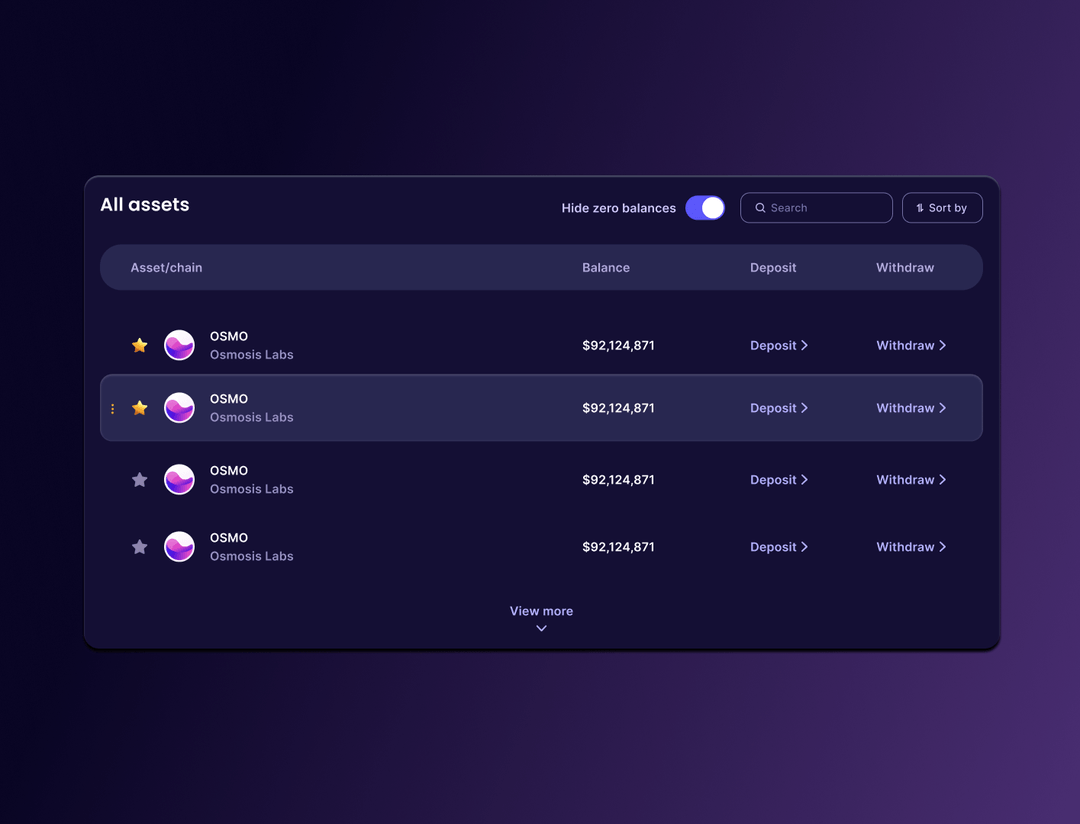 All assets
Hide zero balances
Search
Sort by
Asset/chain Balance Deposit Withdraw
OSMO
Osmosis Labs
$92,124,871 Deposit Withdraw
OSMO
Osmosis Labs
$92,124,871 Deposit Withdraw
OSMO
Osmosis Labs
$92,124,871 Deposit Withdraw
OSMO
Osmosis Labs
$92,124,871 Deposit Withdraw
View more